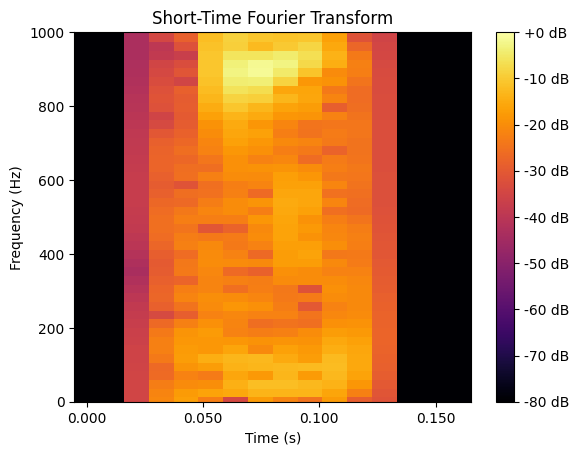 Short-Time Fourier Transform
1000
800
600
400
200
0
Frequency (Hz)
0.000
0.050
0.100
0.150
Time (s)
+0 dB
-10 dB
-20 dB
-30 dB
-40 dB
-50 dB
-60 dB
-70 dB
-80 dB